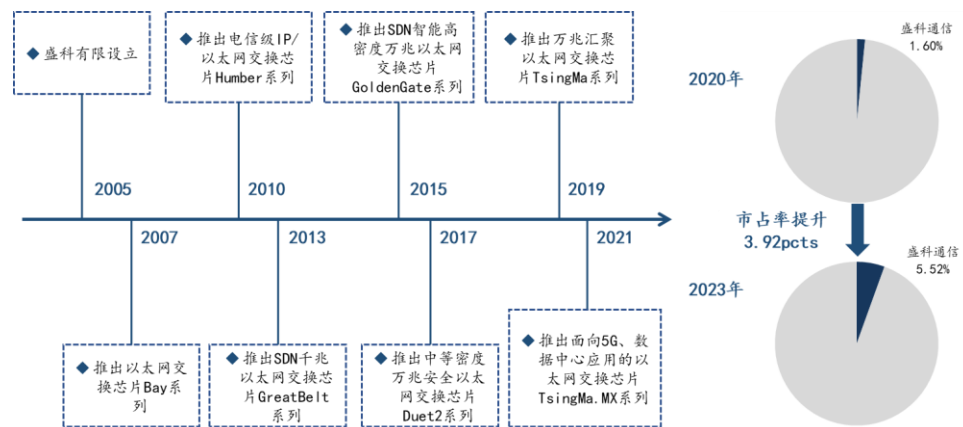 ◆ 盛科有限设立
◆ 推出电信级IP/
以太网交换芯
片Humber系列
◆ 推出SDN智能高
密度万兆以太网
交换芯片
GoldenGate系列
◆ 推出万兆汇聚
以太网交换芯
片TsingMa系列
2005
2010
2015
2019
2007
2013
2017
2021
◆ 推出以太网交
换芯片Bay系
列
◆ 推出SDN千兆
以太网交换芯
片GreatBelt
系列
◆ 推出中等密度
万兆安全以太
网交换芯片
Duet2系列
◆ 推出面向5G、数
据中心应用的以
太网交换芯片
TsingMa.MX系列
盛科通信
1.60%
2020年
市占率提升
3.92pcts
盛科通信
5.52%
2023年